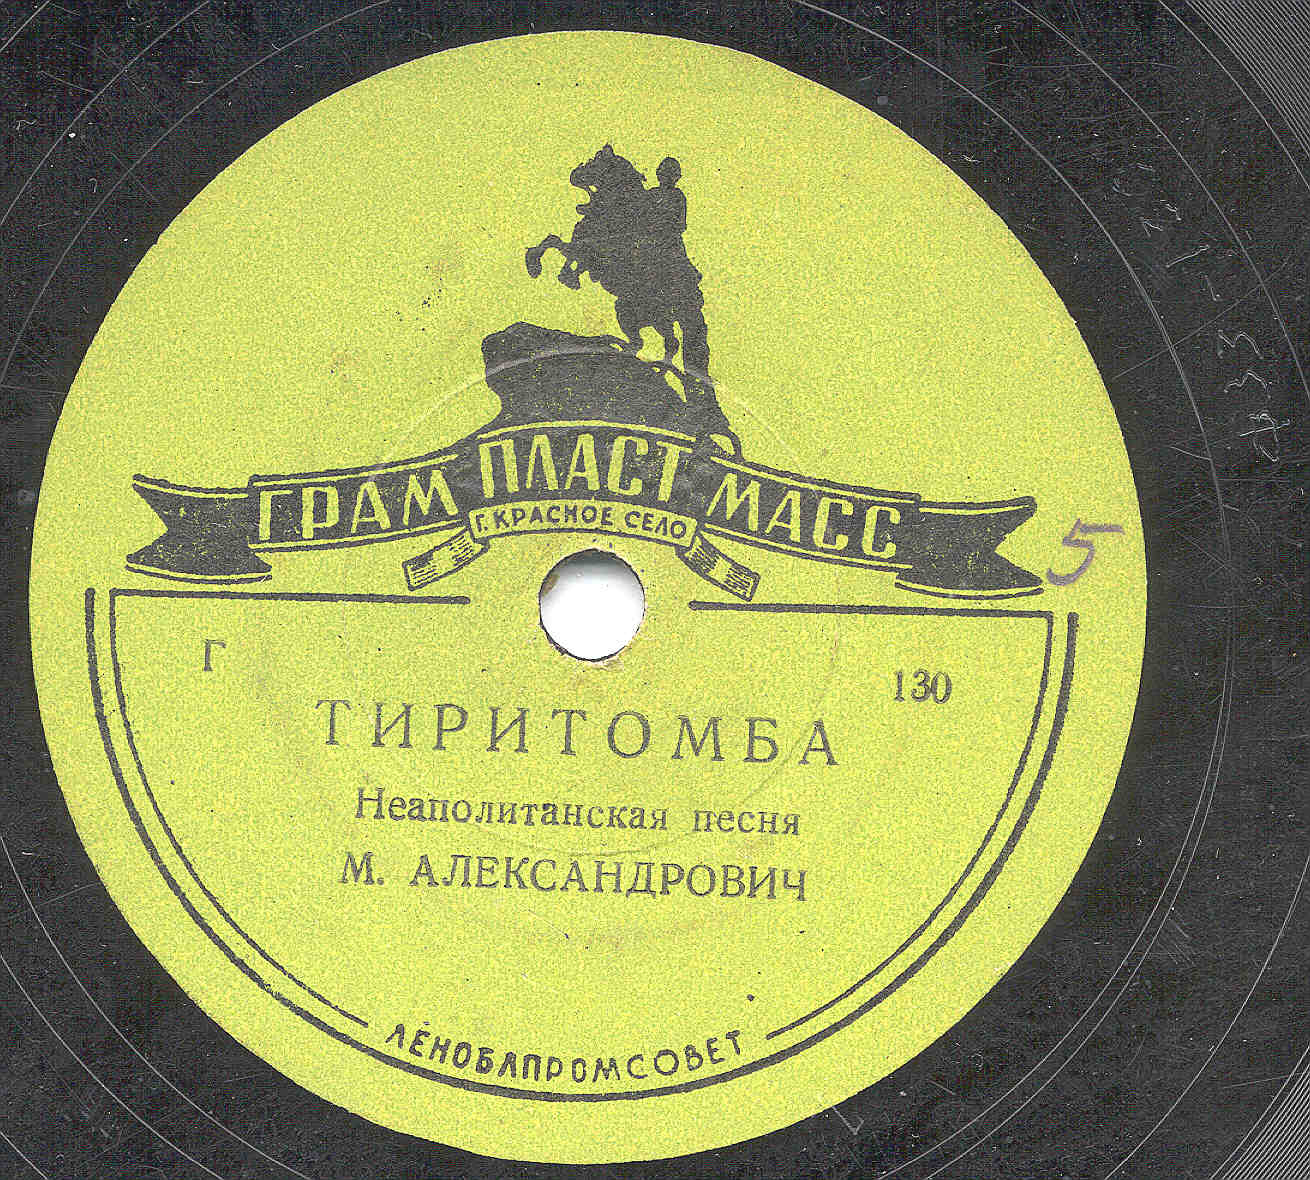 ГРАМ ПЛАСТ МАСС
Г. КРАСНОЕ СЕЛО
5
Г
130
ТИРИТОМБА
Неаполитанская песня
М. АЛЕКСАНДРОВИЧ
ЛЕНОБЛПРОМСОВЕТ